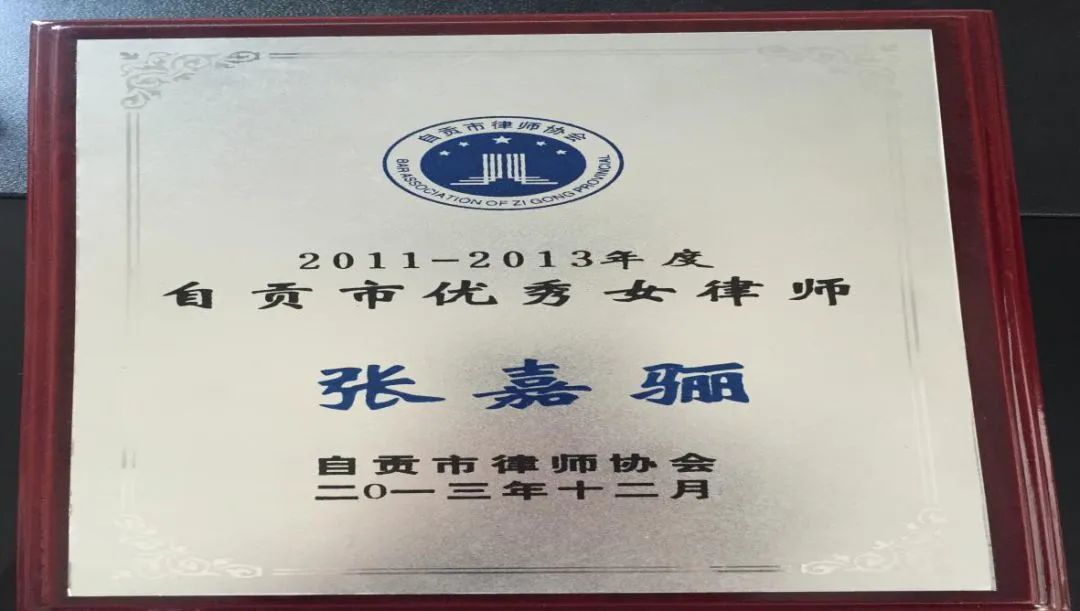 自贡市律师协会
BAR ASSOCIATION OF ZI GONG PROVINCIAL
2011-2013年度
自贡市优秀女律师
张嘉骊
自贡市律师协会
二〇一三年十二月